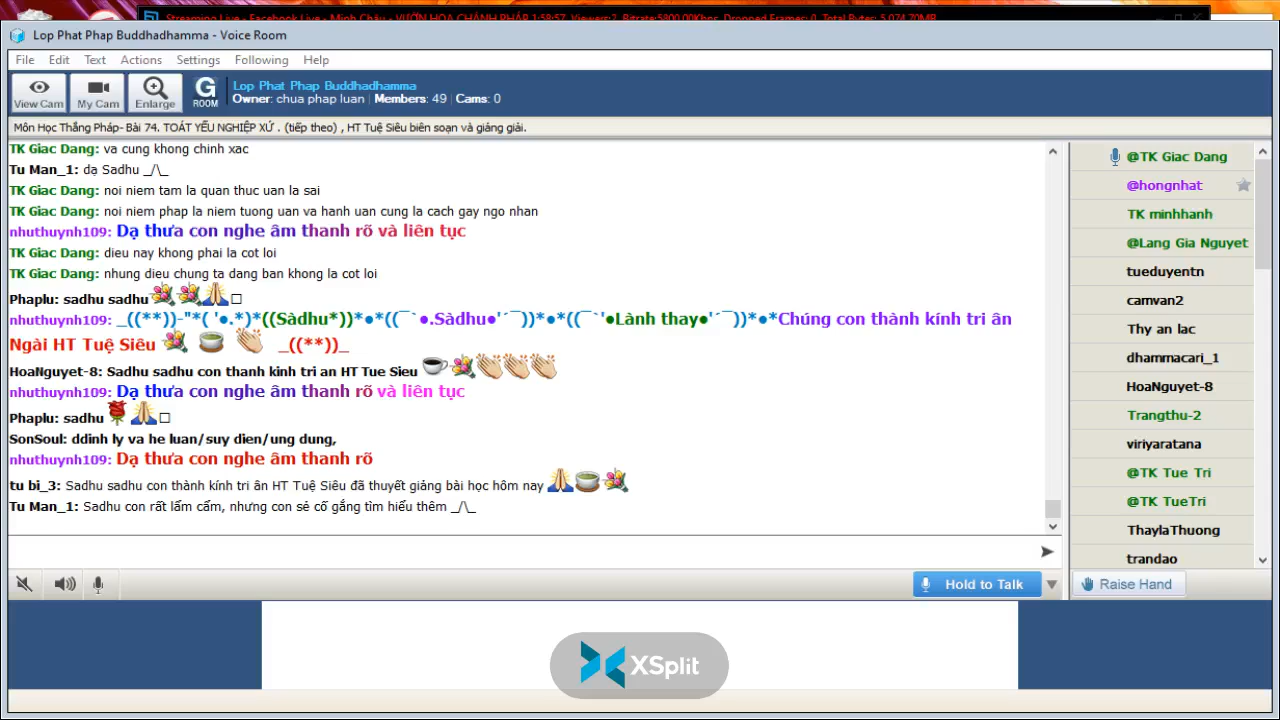 Streaming Live - Facebook Live - Minh Châu - VƯỜN HOA CHÁNH PHÁP 1:58:57, Viewers:2, Bitrate:5800.00Kbps, Dropped Frames: 0, Total Bytes: 5,074.70MB
Lop Phat Phap Buddhadhamma - Voice Room
File Edit Text Actions Settings Following Help
View Cam My Cam Enlarge G ROOM
Lop Phat Phap Buddhadhamma
Owner: chua phap luan | Members: 49 | Cams: 0
Môn Học Thắng Pháp- Bài 74. TOÁT YẾU NGHIỆP XỨ . (tiếp theo) , HT Tuệ Siêu biên soạn và giảng giải.
TK Giac Dang: va cung khong chinh xac
Tu Man_1: dạ Sadhu _/\_
TK Giac Dang: noi niem tam la quan thuc uan la sai
TK Giac Dang: noi niem phap la niem tuong uan va hanh uan cung la cach gay ngo nhan
nhuthuynh109: Dạ thưa con nghe âm thanh rõ và liên tục
TK Giac Dang: dieu nay khong phai la cot loi
TK Giac Dang: nhung dieu chung ta dang ban khong la cot loi
Phaplu: sadhu sadhu
nhuthuynh109: _((**))-"*( '●.*)*((Sàdhu*))*●*((¯`●.Sàdhu●'´¯))*●*((¯`'●Lành thay●'´¯))*●*Chúng con thành kính tri ân
Ngài HT Tuệ Siêu _((**))_
HoaNguyet-8: Sadhu sadhu con thanh kinh tri an HT Tue Sieu
nhuthuynh109: Dạ thưa con nghe âm thanh rõ và liên tục
Phaplu: sadhu
SonSoul: ddinh ly va he luan/suy dien/ung dung,
nhuthuynh109: Dạ thưa con nghe âm thanh rõ
tu bi_3: Sadhu sadhu con thành kính tri ân HT Tuệ Siêu đã thuyết giảng bài học hôm nay
Tu Man_1: Sadhu con rất lẩm cẩm, nhưng con sẻ cố gắng tìm hiểu thêm _/\_
@TK Giac Dang
@hongnhat
TK minhhanh
@Lang Gia Nguyet
tueduyentn
camvan2
Thy an lac
dhammacari_1
HoaNguyet-8
Trangthu-2
viriyaratana
@TK Tue Tri
@TK TueTri
ThaylaThuong
trandao
Hold to Talk
Raise Hand
XSplit